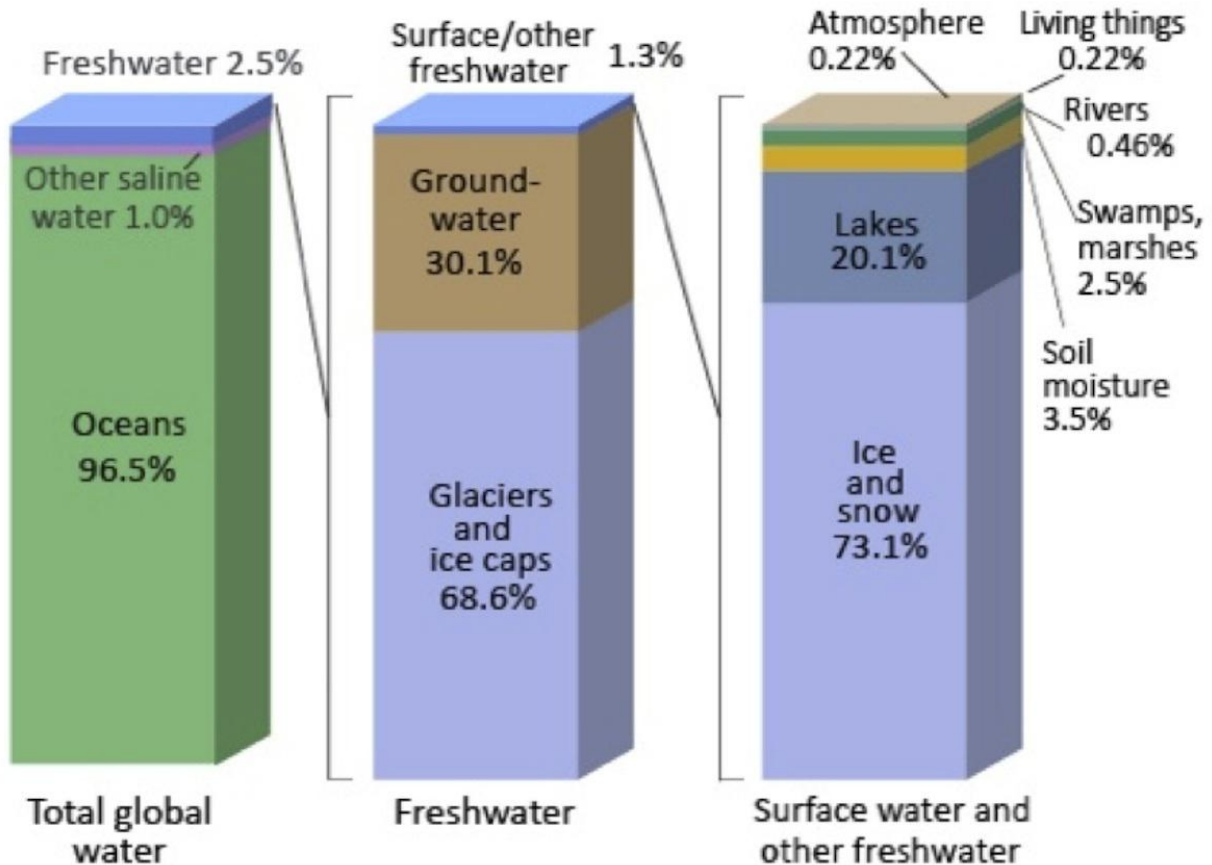 Freshwater 2.5%
Other saline
water 1.0%
Oceans
96.5%
Total global
water
Surface/other
freshwater
1.3%
Ground-
water
30.1%
Glaciers
and
ice caps
68.6%
Freshwater
Atmosphere
0.22%
Living things
0.22%
Rivers
0.46%
Swamps,
marshes
2.5%
Soil
moisture
3.5%
Lakes
20.1%
Ice
and
snow
73.1%
Surface water and
other freshwater